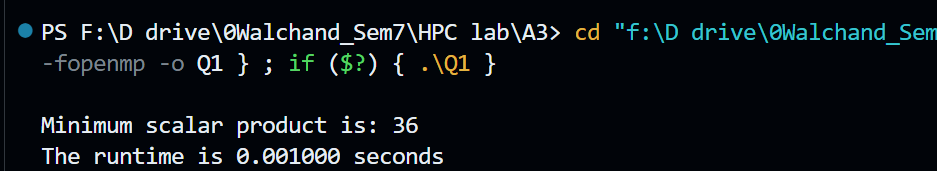 PS F:\D drive\0Walchand_Sem7\HPC lab\A3> cd "f:\D drive\0Walchand_Sem
-fopenmp -o Q1 } ; if ($?) { .\Q1 }
Minimum scalar product is: 36
The runtime is 0.001000 seconds